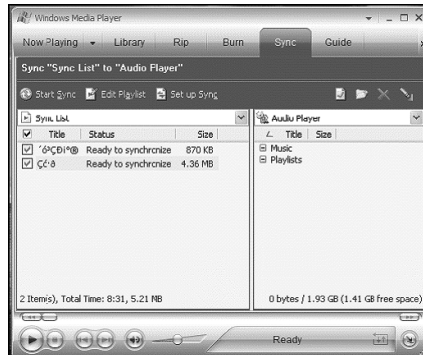 Windows Media Player
Now Playing Library Rip Burn Sync Guide
Sync "Sync List" to "Audio Player"
Start Sync Edit Playlist Set up Sync
Sync List Audio Player
Title Status Size Title Size
Ready to synchronize 870 KB Music
Ready to synchronize 4.36 MB Playlists
2 Item(s), Total Time: 8:31, 5.21 MB 0 bytes / 1.93 GB (1.41 GB free space)
Ready